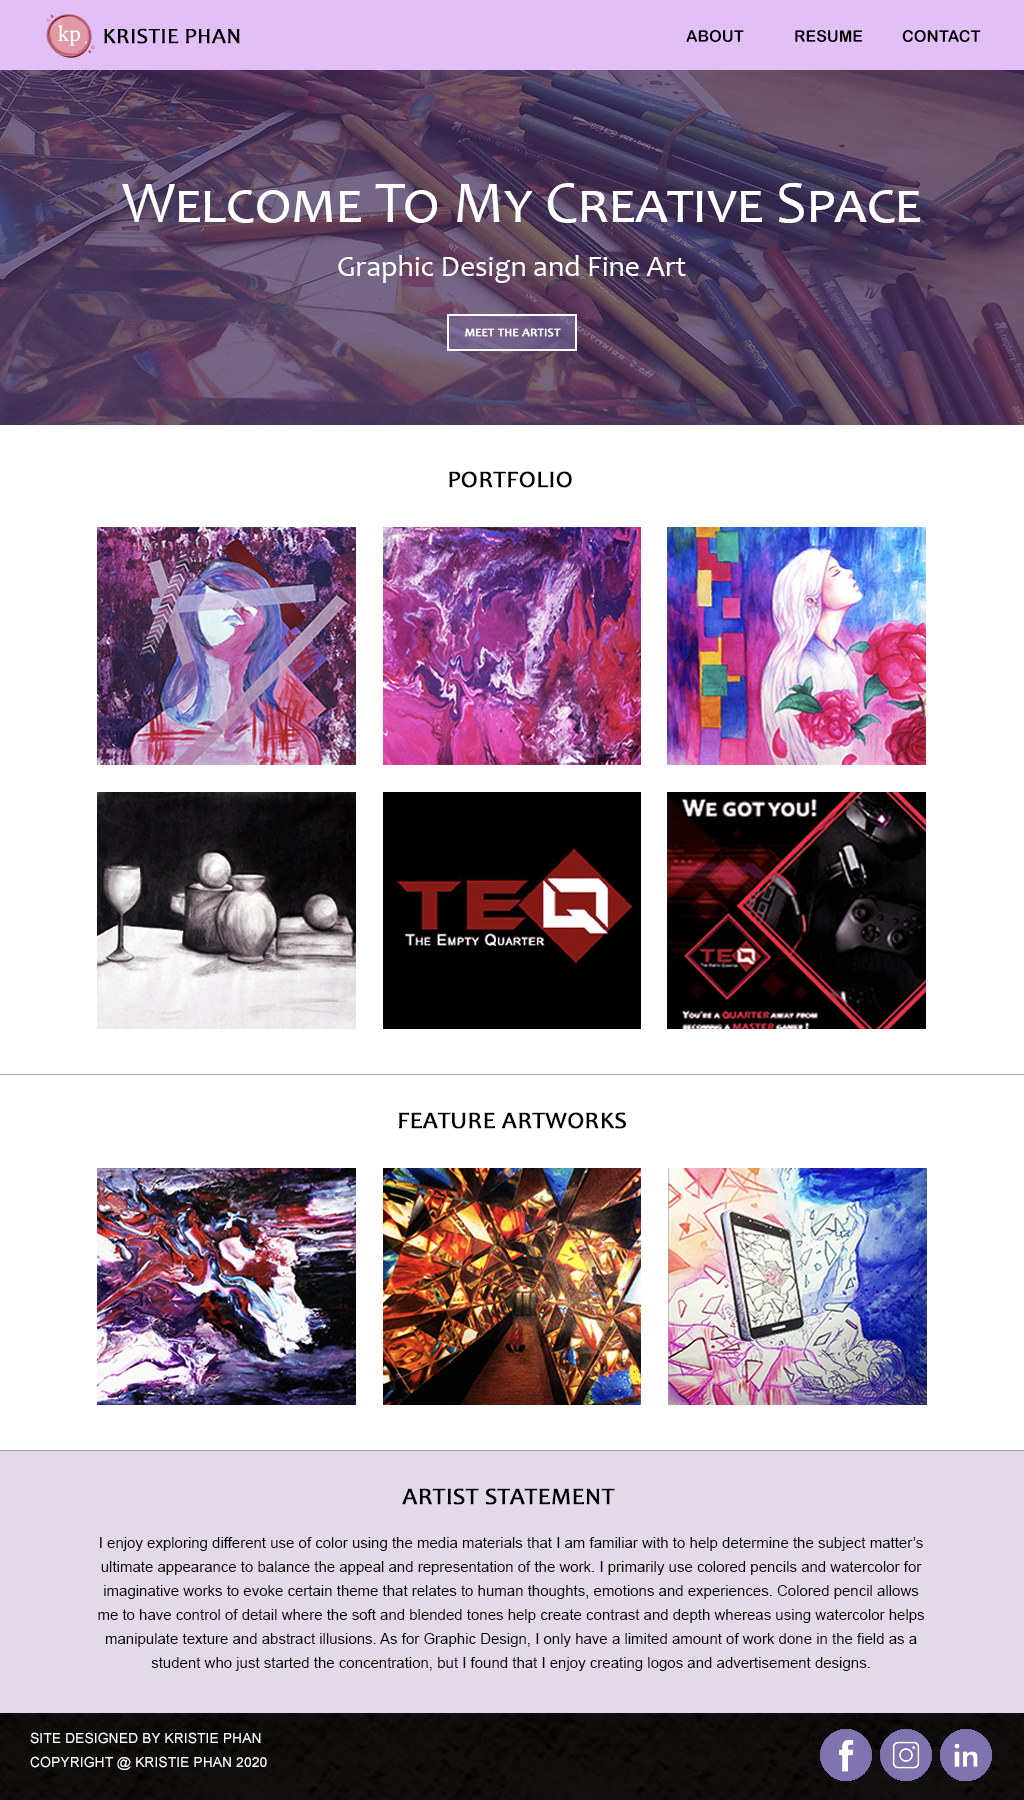 kp KRISTIE PHAN
ABOUT RESUME CONTACT
WELCOME TO MY CREATIVE SPACE
Graphic Design and Fine Art
MEET THE ARTIST
PORTFOLIO
TEQ
THE EMPTY QUARTER
WE GOT YOU!
TEQ
THE EMPTY QUARTER
YOU'RE A QUARTER AWAY FROM
BECOMING A MASTER GAMER!
FEATURE ARTWORKS
ARTIST STATEMENT
I enjoy exploring different use of color using the media materials that I am familiar with to help determine the subject matter’s
ultimate appearance to balance the appeal and representation of the work. I primarily use colored pencils and watercolor for
imaginative works to evoke certain theme that relates to human thoughts, emotions and experiences. Colored pencil allows
me to have control of detail where the soft and blended tones help create contrast and depth whereas using watercolor helps
manipulate texture and abstract illusions. As for Graphic Design, I only have a limited amount of work done in the field as a
student who just started the concentration, but I found that I enjoy creating logos and advertisement designs.
SITE DESIGNED BY KRISTIE PHAN
COPYRIGHT @ KRISTIE PHAN 2020
f
in